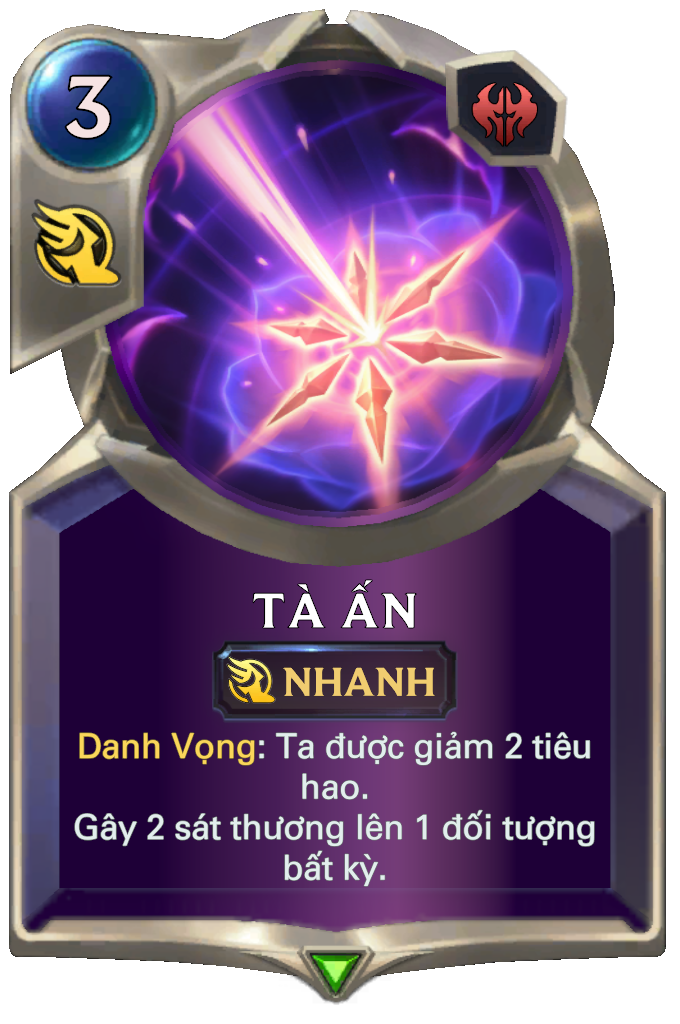 3
TÀ ẤN
NHANH
Danh Vọng: Ta được giảm 2 tiêu
hao.
Gây 2 sát thương lên 1 đối tượng
bất kỳ.